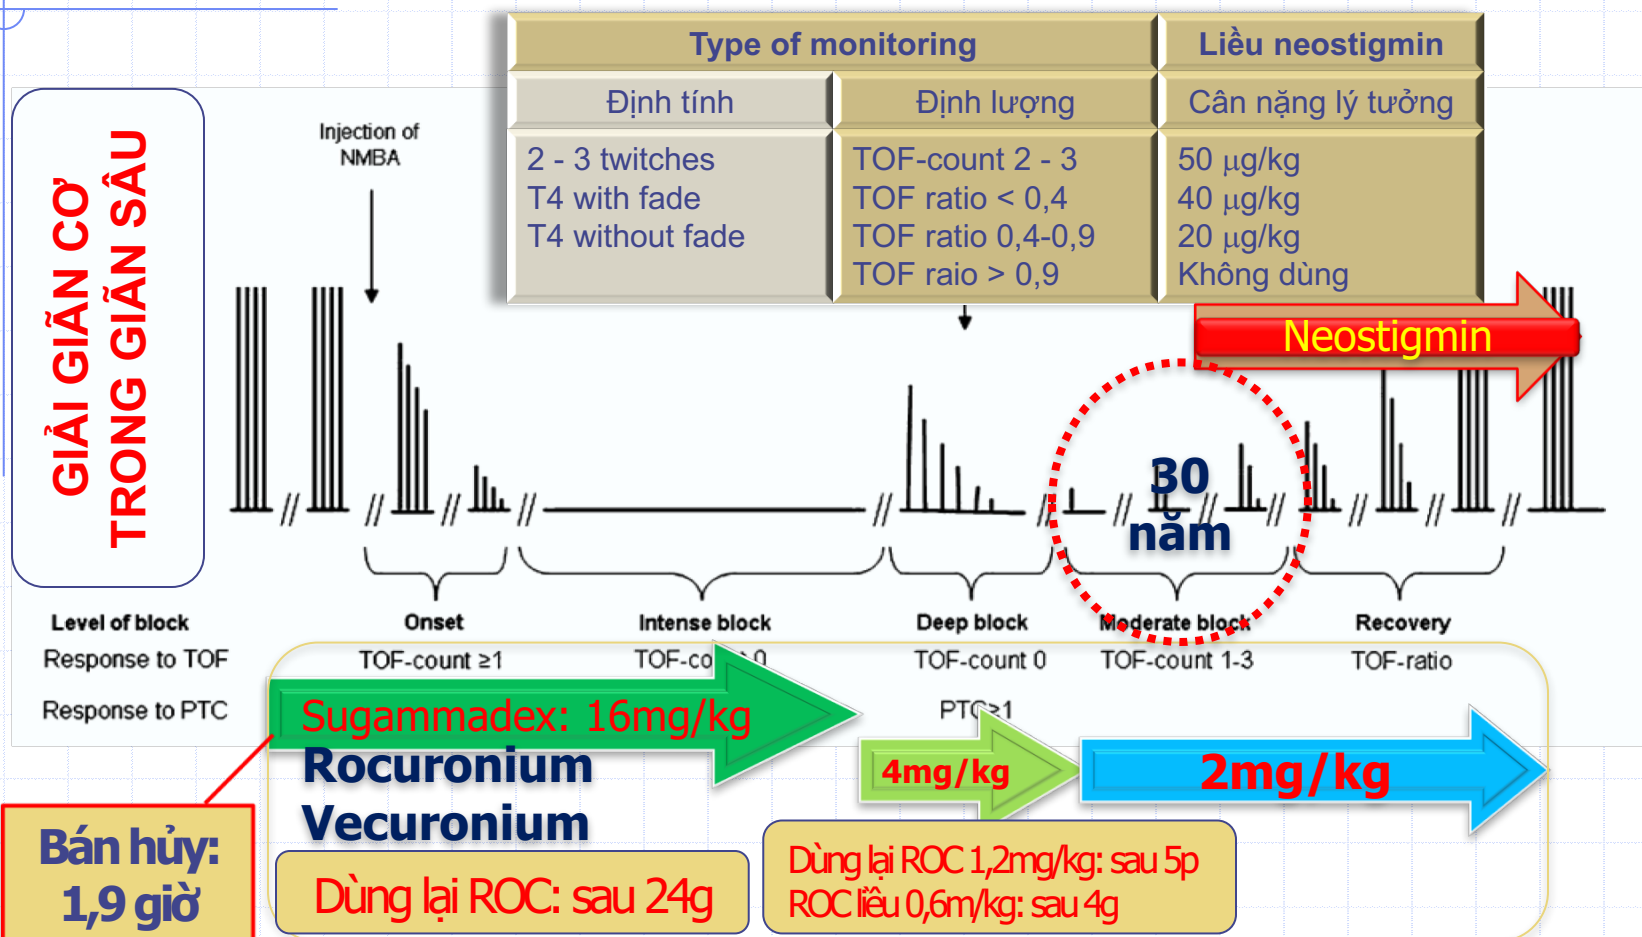 Type of monitoring
Liều neostigmin
Định tính
Định lượng
Cân nặng lý tưởng
2 - 3 twitches
T4 with fade
T4 without fade
TOF-count 2 - 3
TOF ratio < 0,4
TOF ratio 0,4-0,9
TOF raio > 0,9
50 μg/kg
40 μg/kg
20 μg/kg
Không dùng
GIẢI GIÃN CƠ
TRONG GIÃN SÂU
Injection of
NMBA
Neostigmin
30
năm
Level of block
Onset
Intense block
Deep block
Moderate block
Recovery
Response to TOF
TOF-count ≥1
TOF-co 0
TOF-count 0
TOF-count 1-3
TOF-ratio
Response to PTC
PTC≥1
Sugammadex: 16mg/kg
4mg/kg
2mg/kg
Rocuronium
Vecuronium
Bán hủy:
1,9 giờ
Dùng lại ROC: sau 24g
Dùng lại ROC 1,2mg/kg: sau 5p
ROC liều 0,6m/kg: sau 4g